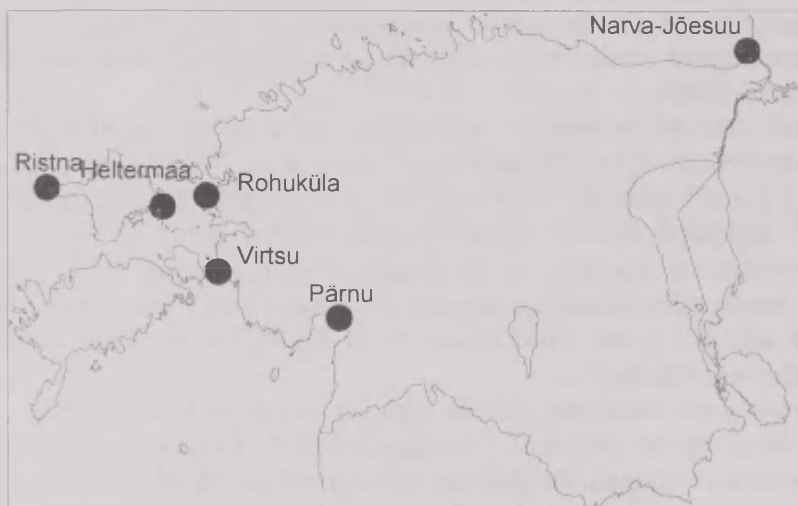 Narva-Jõesuu
Ristna
Heltermaa
Rohuküla
Virtsu
Pärnu